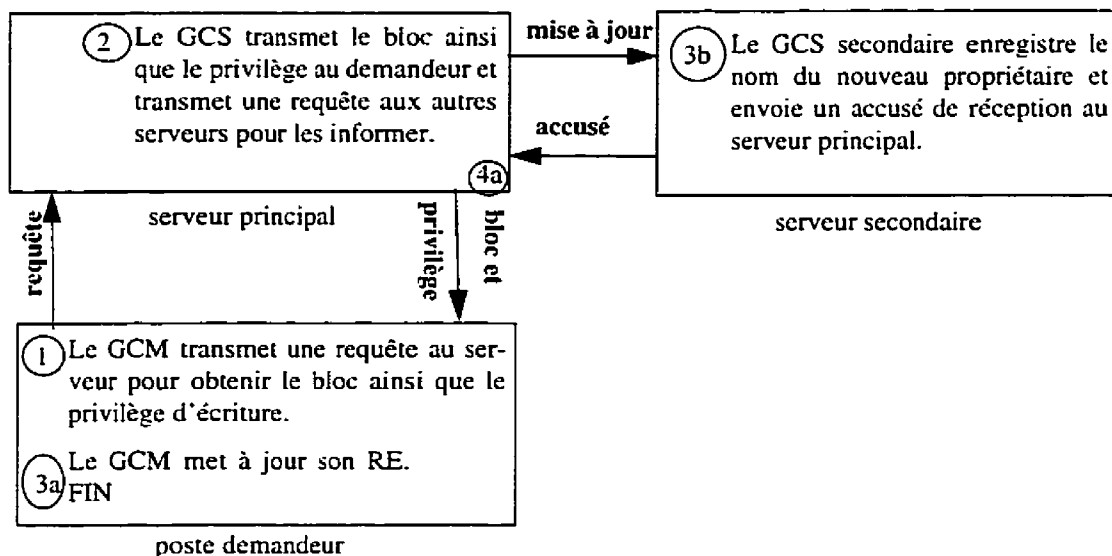 2 Le GCS transmet le bloc ainsi
que le privilège au demandeur et
transmet une requête aux autres
serveurs pour les informer.
4a
serveur principal
mise à jour
accusé
3b Le GCS secondaire enregistre le
nom du nouveau propriétaire et
envoie un accusé de réception au
serveur principal.
serveur secondaire
requête
bloc et
privilège
1 Le GCM transmet une requête au ser-
veur pour obtenir le bloc ainsi que le
privilège d'écriture.
3a Le GCM met à jour son RE.
FIN
poste demandeur